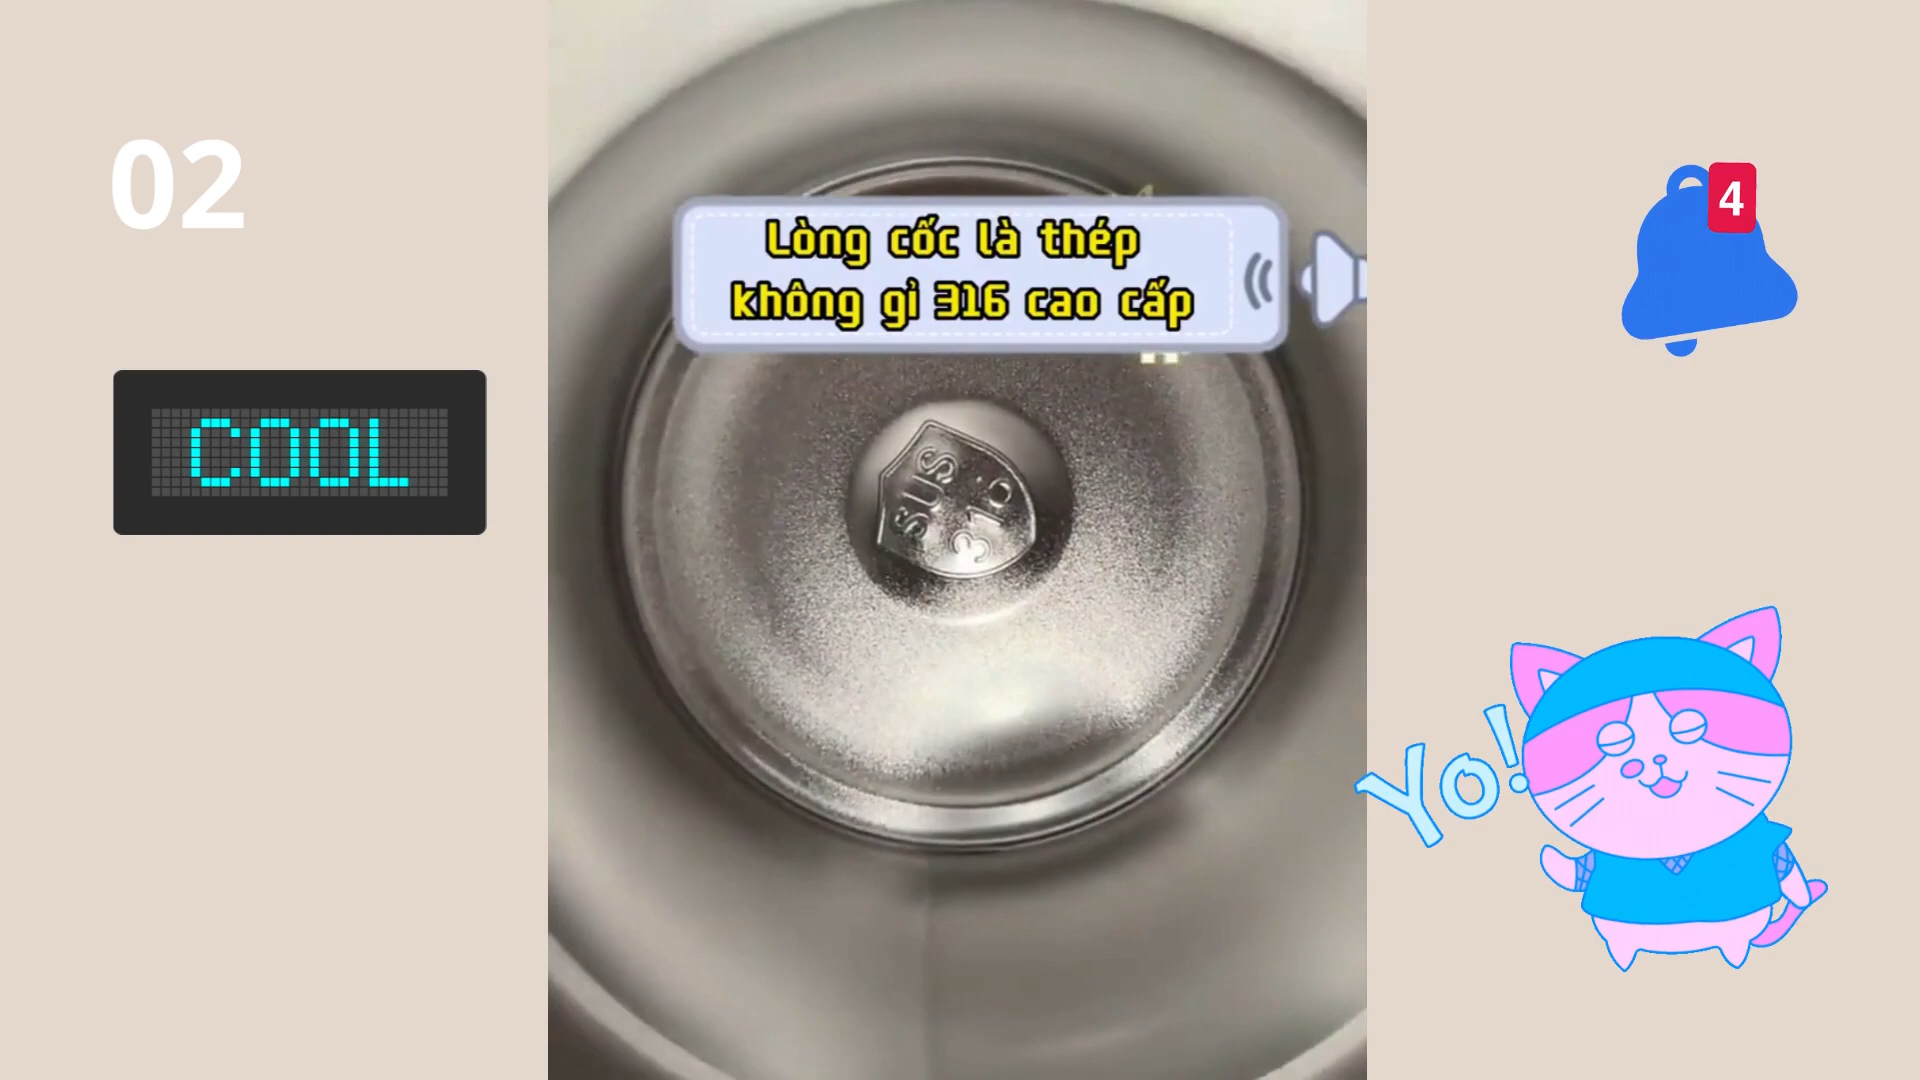 02
4
Lòng cốc là thép
không gỉ 316 cao cấp
COOL
SUS
316
Yo!